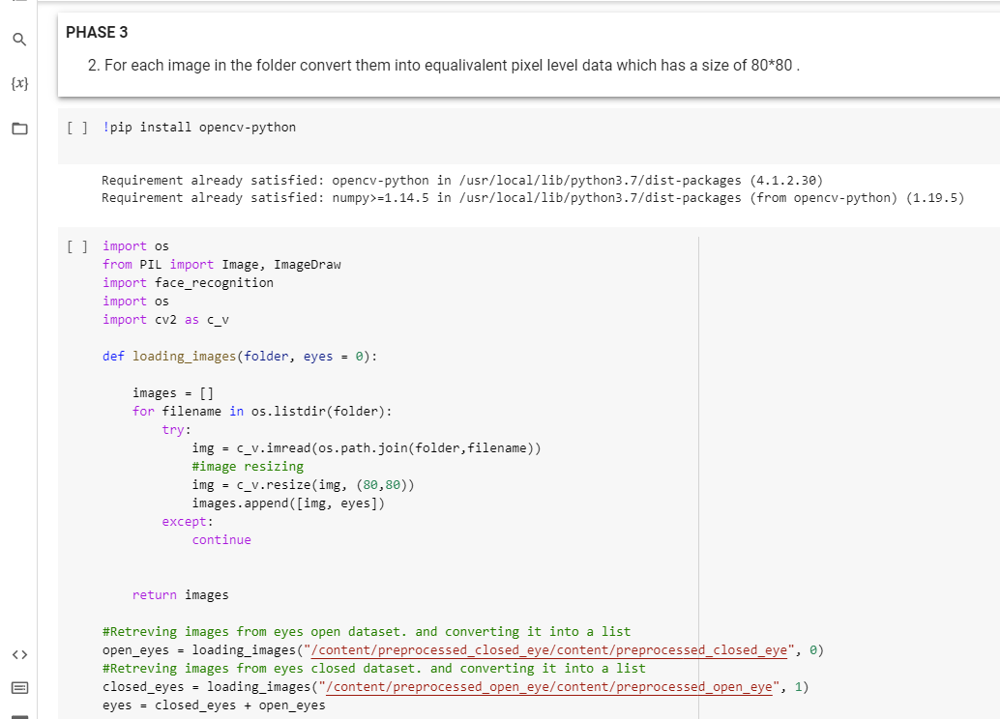 PHASE 3
2. For each image in the folder convert them into equalivalent pixel level data which has a size of 80*80 .
{x}
[ ] !pip install opencv-python
Requirement already satisfied: opencv-python in /usr/local/lib/python3.7/dist-packages (4.1.2.30)
Requirement already satisfied: numpy>=1.14.5 in /usr/local/lib/python3.7/dist-packages (from opencv-python) (1.19.5)
[ ] import os
from PIL import Image, ImageDraw
import face_recognition
import os
import cv2 as c_v
def loading_images(folder, eyes = 0):
images = []
for filename in os.listdir(folder):
try:
img = c_v.imread(os.path.join(folder,filename))
#image resizing
img = c_v.resize(img, (80,80))
images.append([img, eyes])
except:
continue
return images
#Retreving images from eyes open dataset. and converting it into a list
open_eyes = loading_images("/content/preprocessed_closed_eye/content/preprocessed_closed_eye", 0)
#Retreving images from eyes closed dataset. and converting it into a list
closed_eyes = loading_images("/content/preprocessed_open_eye/content/preprocessed_open_eye", 1)
eyes = closed_eyes + open_eyes